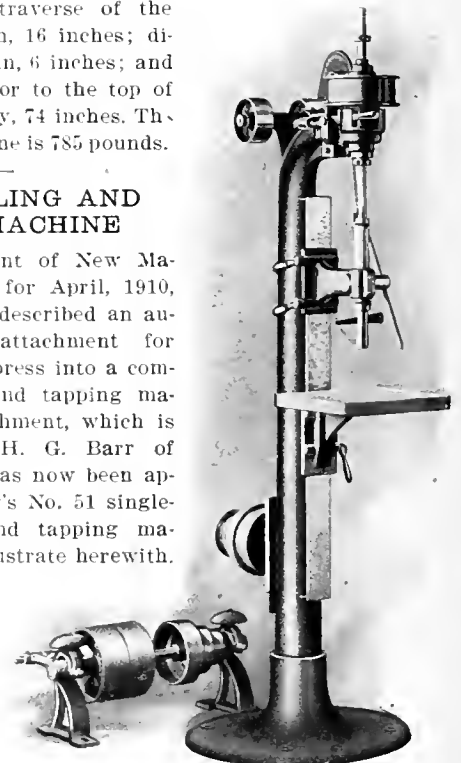 traverse of the
n, 16 inches; di-
n, 6 inches; and
or to the top of
y, 74 inches. Th
ne is 785 pounds.
LING AND
MACHINE
nt of New Ma-
for April, 1910,
described an au-
attachment for
press into a com-
nd tapping ma-
hment, which is
H. G. Barr of
as now been ap-
r's No. 51 single-
nd tapping ma-
ustrate herewith.